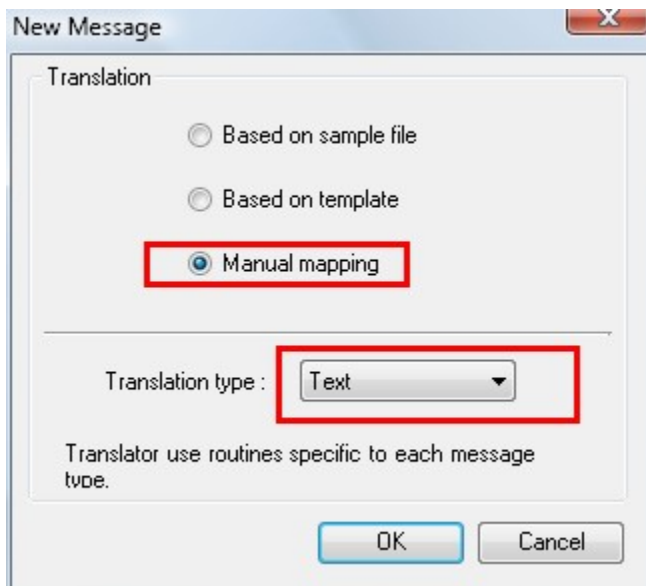 New Message
Translation
Based on sample file
Based on template
Manual mapping
Translation type :
Text
Translator use routines specific to each message
type.
OK
Cancel